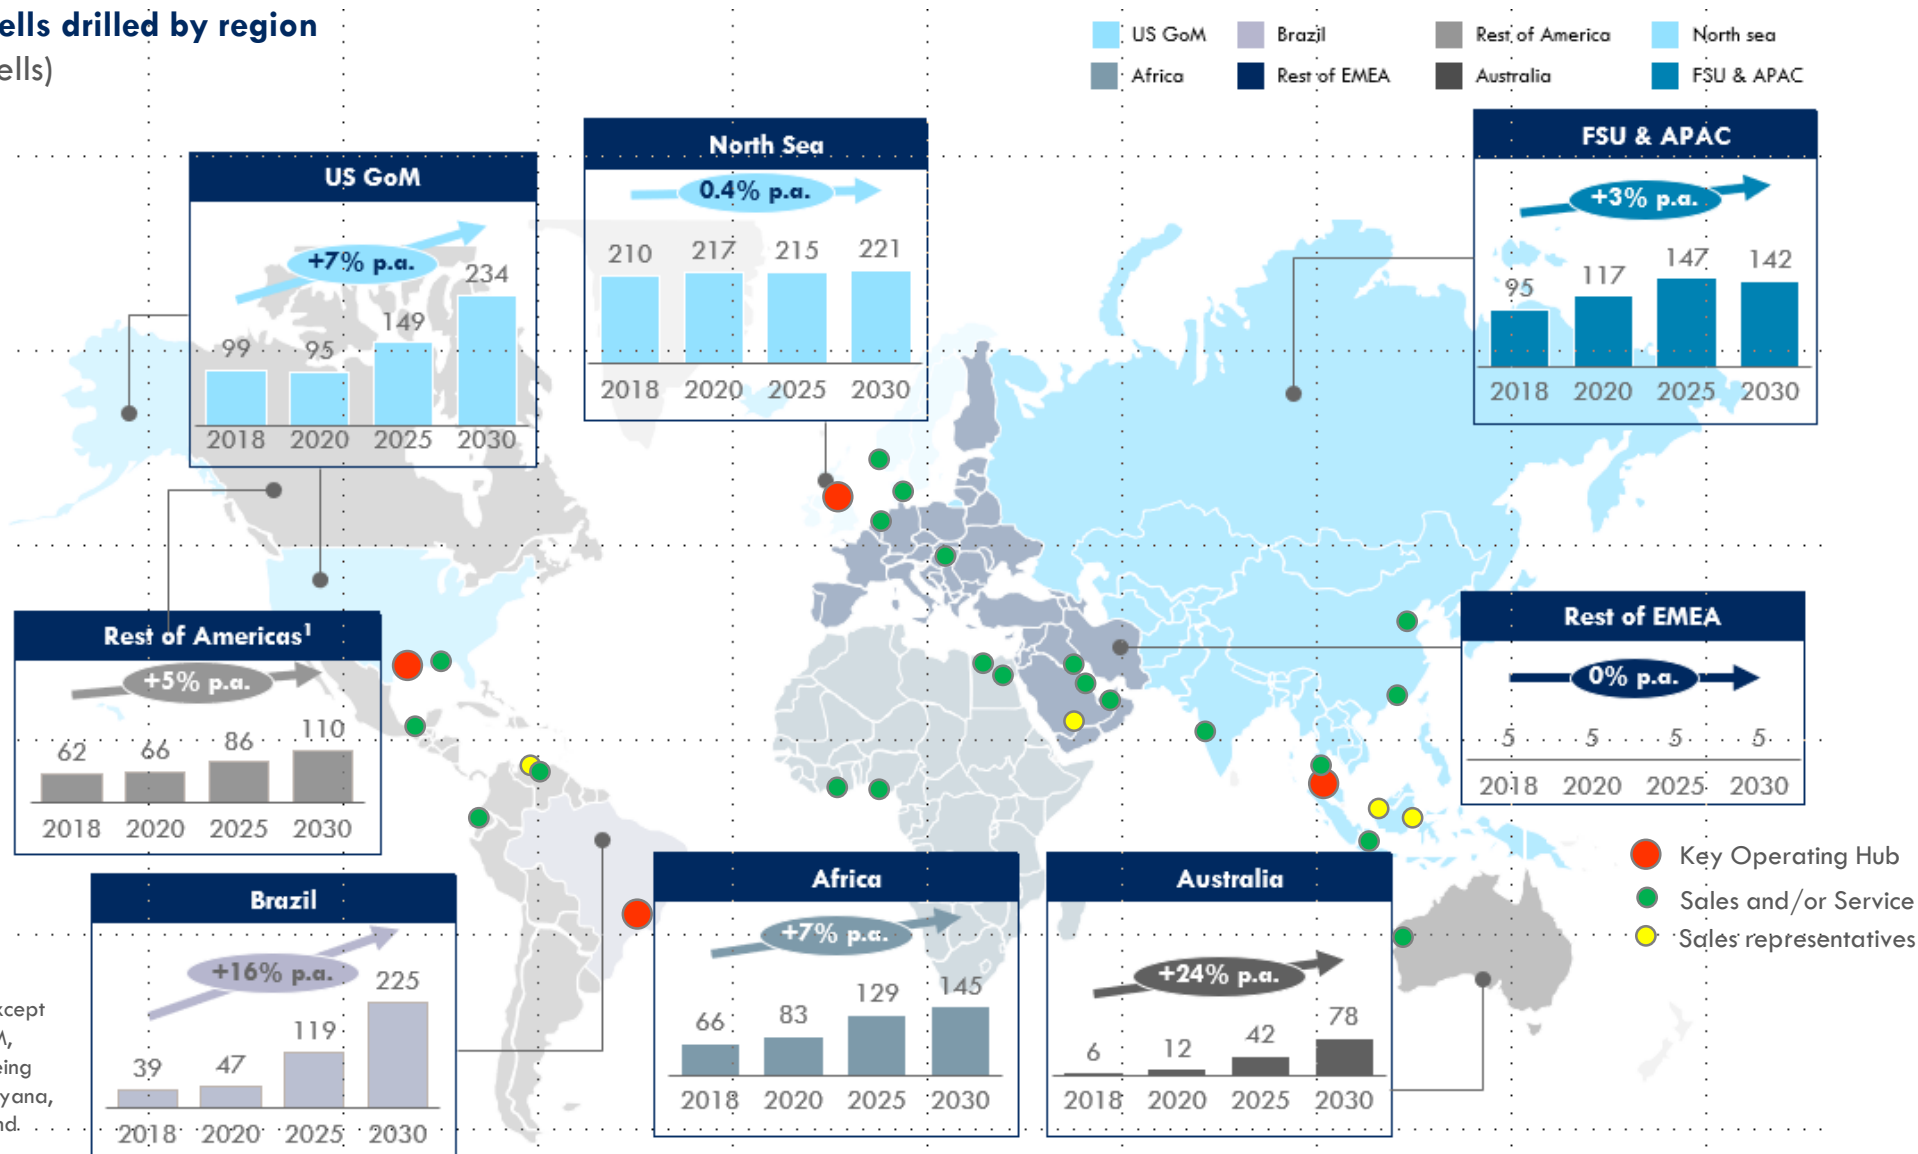 ells drilled by region
ells)
US GoM
Brazil
Rest of America
North sea
Africa
Rest of EMEA
Australia
FSU & APAC
US GoM
+7% p.a.
99 95 149 234
2018 2020 2025 2030
North Sea
0.4% p.a.
210 217 215 221
2018 2020 2025 2030
FSU & APAC
+3% p.a.
95 117 147 142
2018 2020 2025 2030
Rest of Americas¹
+5% p.a.
62 66 86 110
2018 2020 2025 2030
Rest of EMEA
0% p.a.
5 5 5 5
2018 2020 2025 2030
Brazil
+16% p.a.
39 47 119 225
2018 2020 2025 2030
Africa
+7% p.a.
66 83 129 145
2018 2020 2025 2030
Australia
+24% p.a.
6 12 42 78
2018 2020 2025 2030
Key Operating Hub
Sales and/or Service
Sales representatives
xcept
M,
eing
yana,
nd